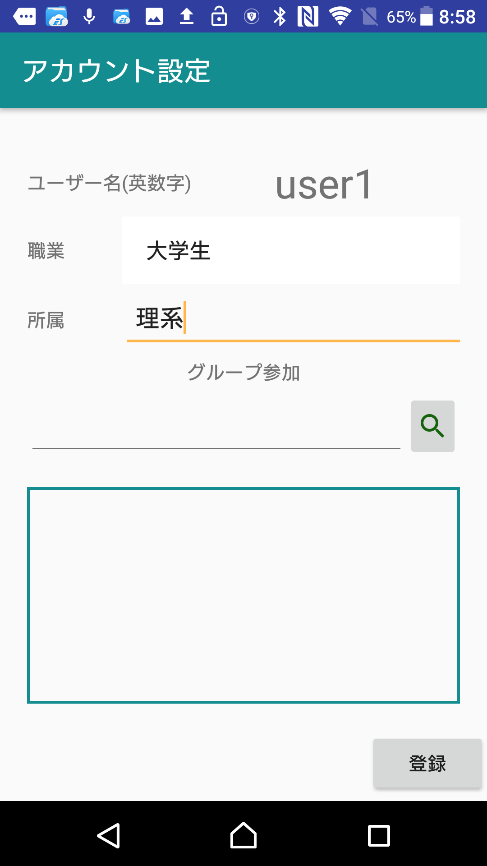 65% 8:58
アカウント設定
ユーザー名(英数字) user1
職業 大学生
所属 理系
グループ参加
登録